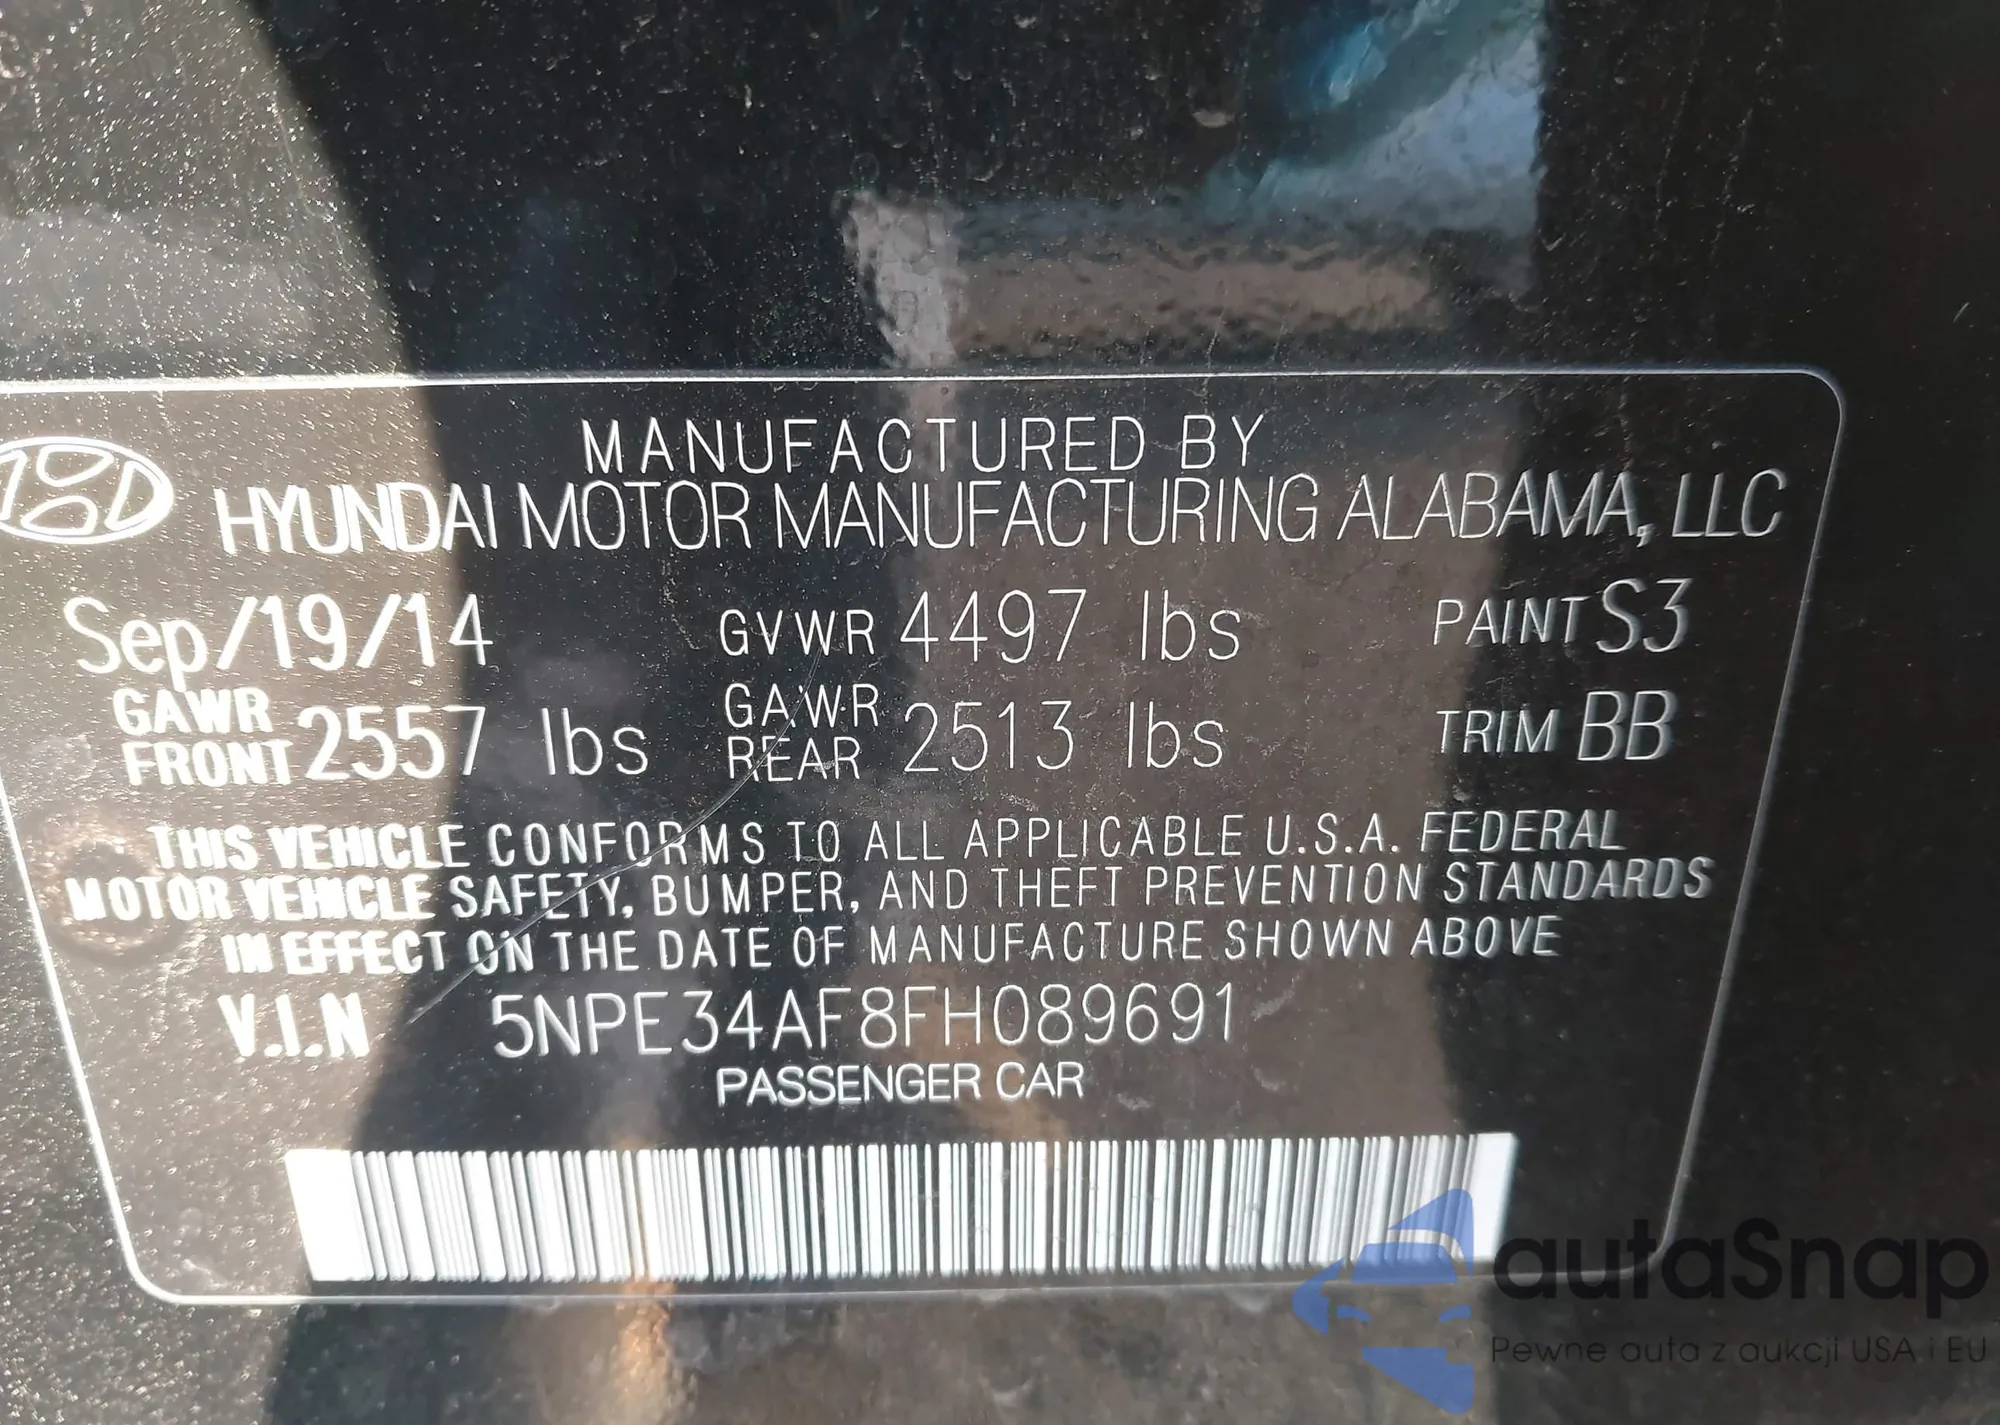 MANUFACTURED BY
HYUNDAI MOTOR MANUFACTURING ALABAMA, LLC
Sep/19/14 GVWR 4497 lbs PAINT S3
GAWR FRONT 2557 lbs GAWR REAR 2513 lbs TRIM BB
THIS VEHICLE CONFORMS TO ALL APPLICABLE U.S.A. FEDERAL
MOTOR VEHICLE SAFETY, BUMPER, AND THEFT PREVENTION STANDARDS
IN EFFECT ON THE DATE OF MANUFACTURE SHOWN ABOVE
V.I.N 5NPE34AF8FH089691
PASSENGER CAR
autaSnap
Pewne auta z aukcji USA i EU